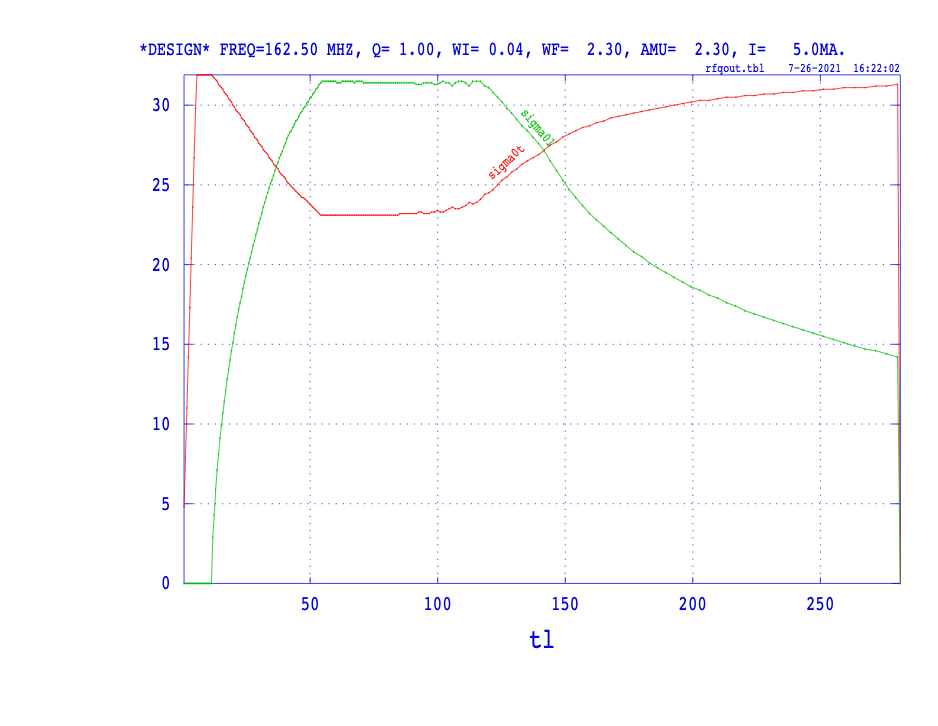 *DESIGN* FREQ=162.50 MHZ, Q= 1.00, WI= 0.04, WF=  2.30, AMU=  2.30, I=   5.0MA.
rfqout.tbl    7-26-2021  16:22:02
30
sigma0l
sigma0t
25
20
15
10
5
0
50 100 150 200 250
tl